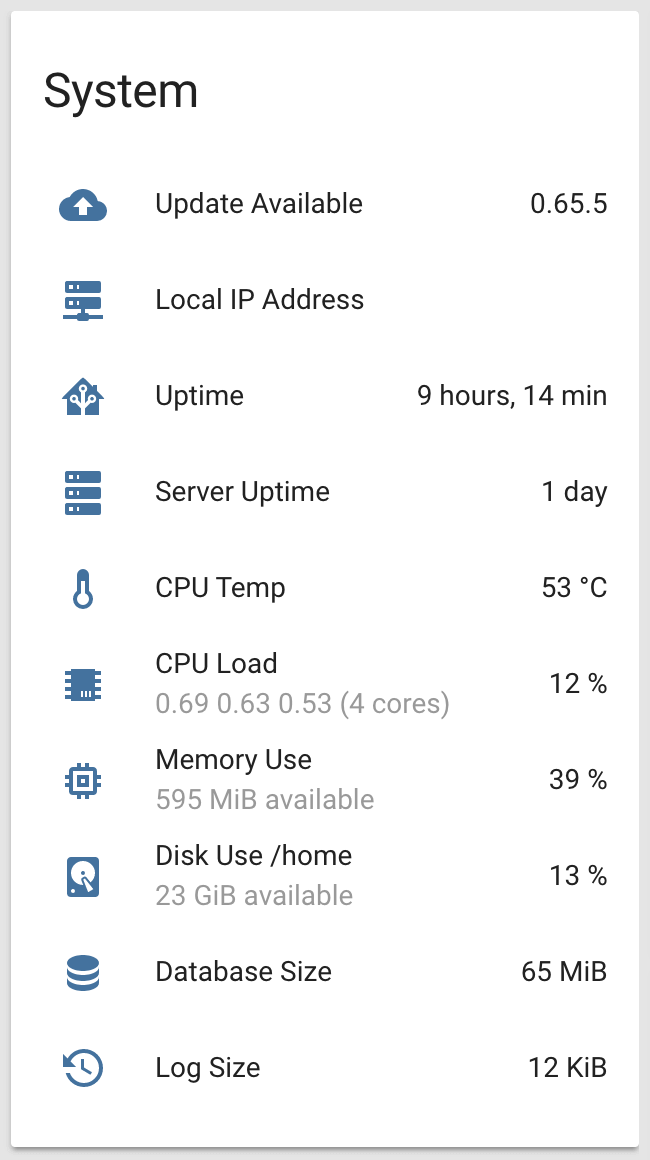 System
Update Available 0.65.5
Local IP Address
Uptime 9 hours, 14 min
Server Uptime 1 day
CPU Temp 53 °C
CPU Load 12 %
0.69 0.63 0.53 (4 cores)
Memory Use 39 %
595 MiB available
Disk Use /home 13 %
23 GiB available
Database Size 65 MiB
Log Size 12 KiB